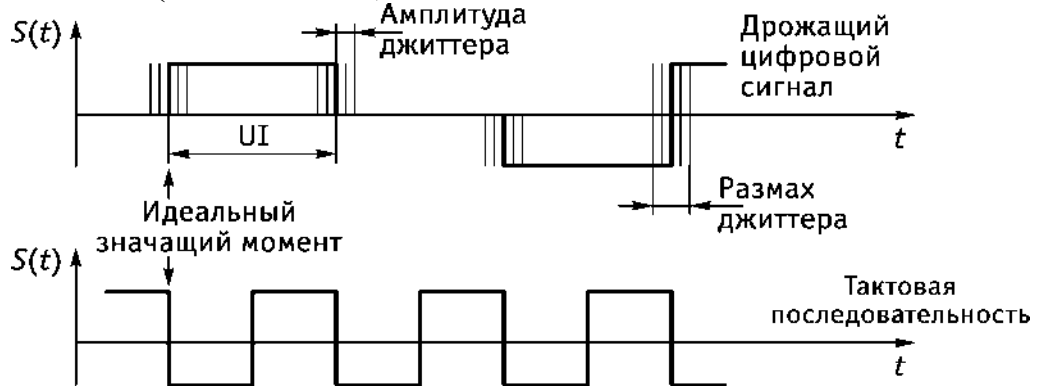 S(t)
Амплитуда
джиттера
Дрожащий
цифровой
сигнал
UI
t
Идеальный
значащий момент
Размах
джиттера
S(t)
Тактовая
последовательность
t